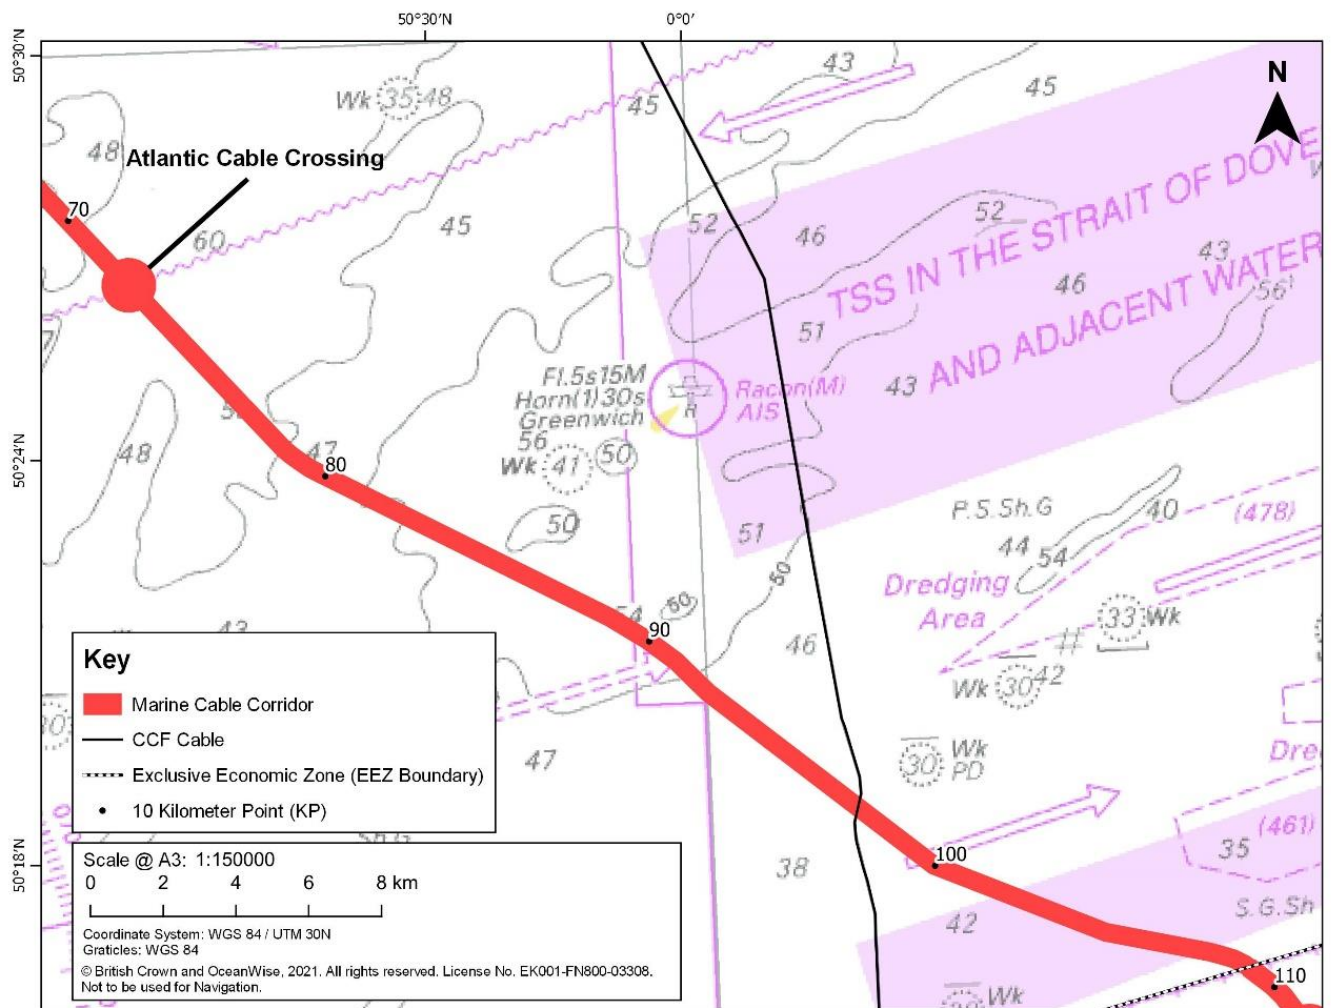 50°30'N
0°0'
50°30'N
50°24'N
50°18'N
N
43
45
Wk 35 48
45
48
Atlantic Cable Crossing
70
60
45
52
46
52
43
46
56
TSS IN THE STRAIT OF DOVE
AND ADJACENT WATER
51
43
Fl.5s15M
Horn(1)30s
Greenwich
56
Wk 41
50
R
Racon(M)
AIS
48
47
80
50
51
P.S.Sh.G
40
(478)
44
54
Dredging
Area
50
33 Wk
54
50
90
46
Wk 30 42
43
47
30 Wk
PD
Dre
(461)
35
100
38
42
S.G.Sh
110
Wk
Key
Marine Cable Corridor
CCF Cable
Exclusive Economic Zone (EEZ Boundary)
10 Kilometer Point (KP)
Scale @ A3: 1:150000
0 2 4 6 8 km
Coordinate System: WGS 84 / UTM 30N
Graticles: WGS 84
© British Crown and OceanWise, 2021. All rights reserved. License No. EK001-FN800-03308.
Not to be used for Navigation.